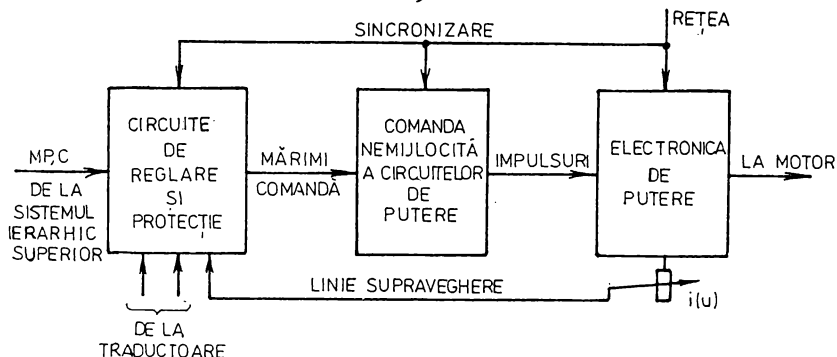 REȚEA
SINCRONIZARE
CIRCUITE
DE
REGLARE
ȘI
PROTECȚIE
COMANDA
NEMIJLOCITĂ
A CIRCUITELOR
DE
PUTERE
ELECTRONICA
DE
PUTERE
MP,C
DE LA
SISTEMUL
IERARHIC
SUPERIOR
MĂRIMI
COMANDĂ
IMPULSURI
LA MOTOR
LINIE SUPRAVEGHERE
i(u)
DE LA
TRADUCTOARE